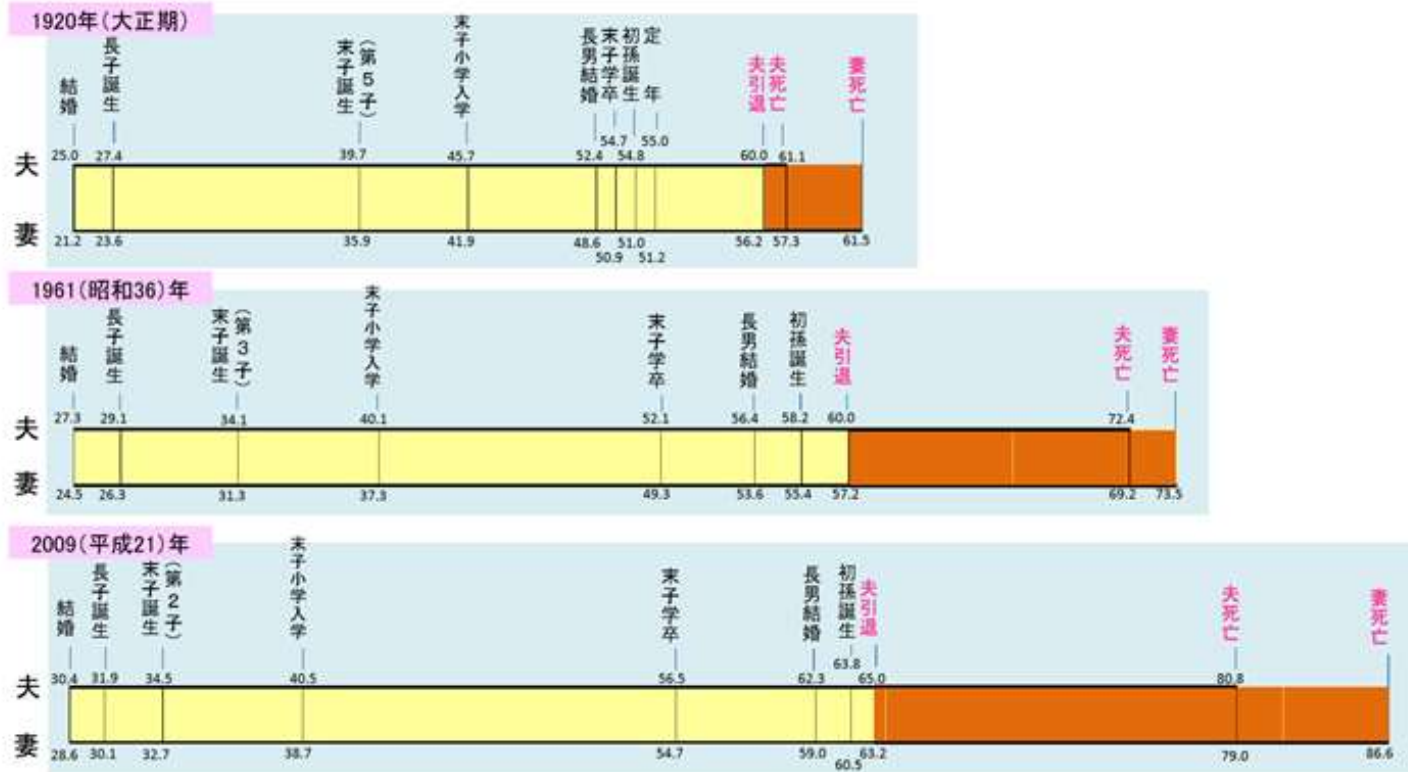 1920年(大正期)
結婚
長子誕生
(第5子)
末子誕生
末子小学入学
長男結婚
末子学卒
初孫誕生
定年
夫引退
夫死亡
妻死亡
54.7 55.0
夫 25.0 27.4 39.7 45.7 52.4 54.8 60.0 61.1
妻 21.2 23.6 35.9 41.9 48.6 51.0 56.2 57.3 61.5
50.9 51.2
1961(昭和36)年
結婚
長子誕生
(第3子)
末子誕生
末子小学入学
末子学卒
長男結婚
初孫誕生
夫引退
夫死亡
妻死亡
夫 27.3 29.1 34.1 40.1 52.1 56.4 58.2 60.0 72.4
妻 24.5 26.3 31.3 37.3 49.3 53.6 55.4 57.2 69.2 73.5
2009(平成21)年
結婚
長子誕生
(第2子)
末子誕生
末子小学入学
末子学卒
長男結婚
初孫誕生
夫引退
夫死亡
妻死亡
63.8
夫 30.4 31.9 34.5 40.5 56.5 62.3 65.0 80.8
妻 28.6 30.1 32.7 38.7 54.7 59.0 63.2 79.0 86.6
60.5